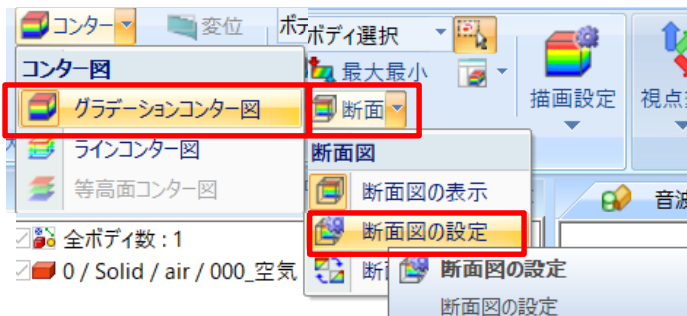 コンター
変位
ボデ
ボディ選択
コンター図
最大最小
描画設定
視点
グラデーションコンター図
断面
ラインコンター図
断面図
等高面コンター図
断面図の表示
音波
全ボディ数 : 1
断面図の設定
0 / Solid / air / 000_空気
断
断面図の設定
断面図の設定